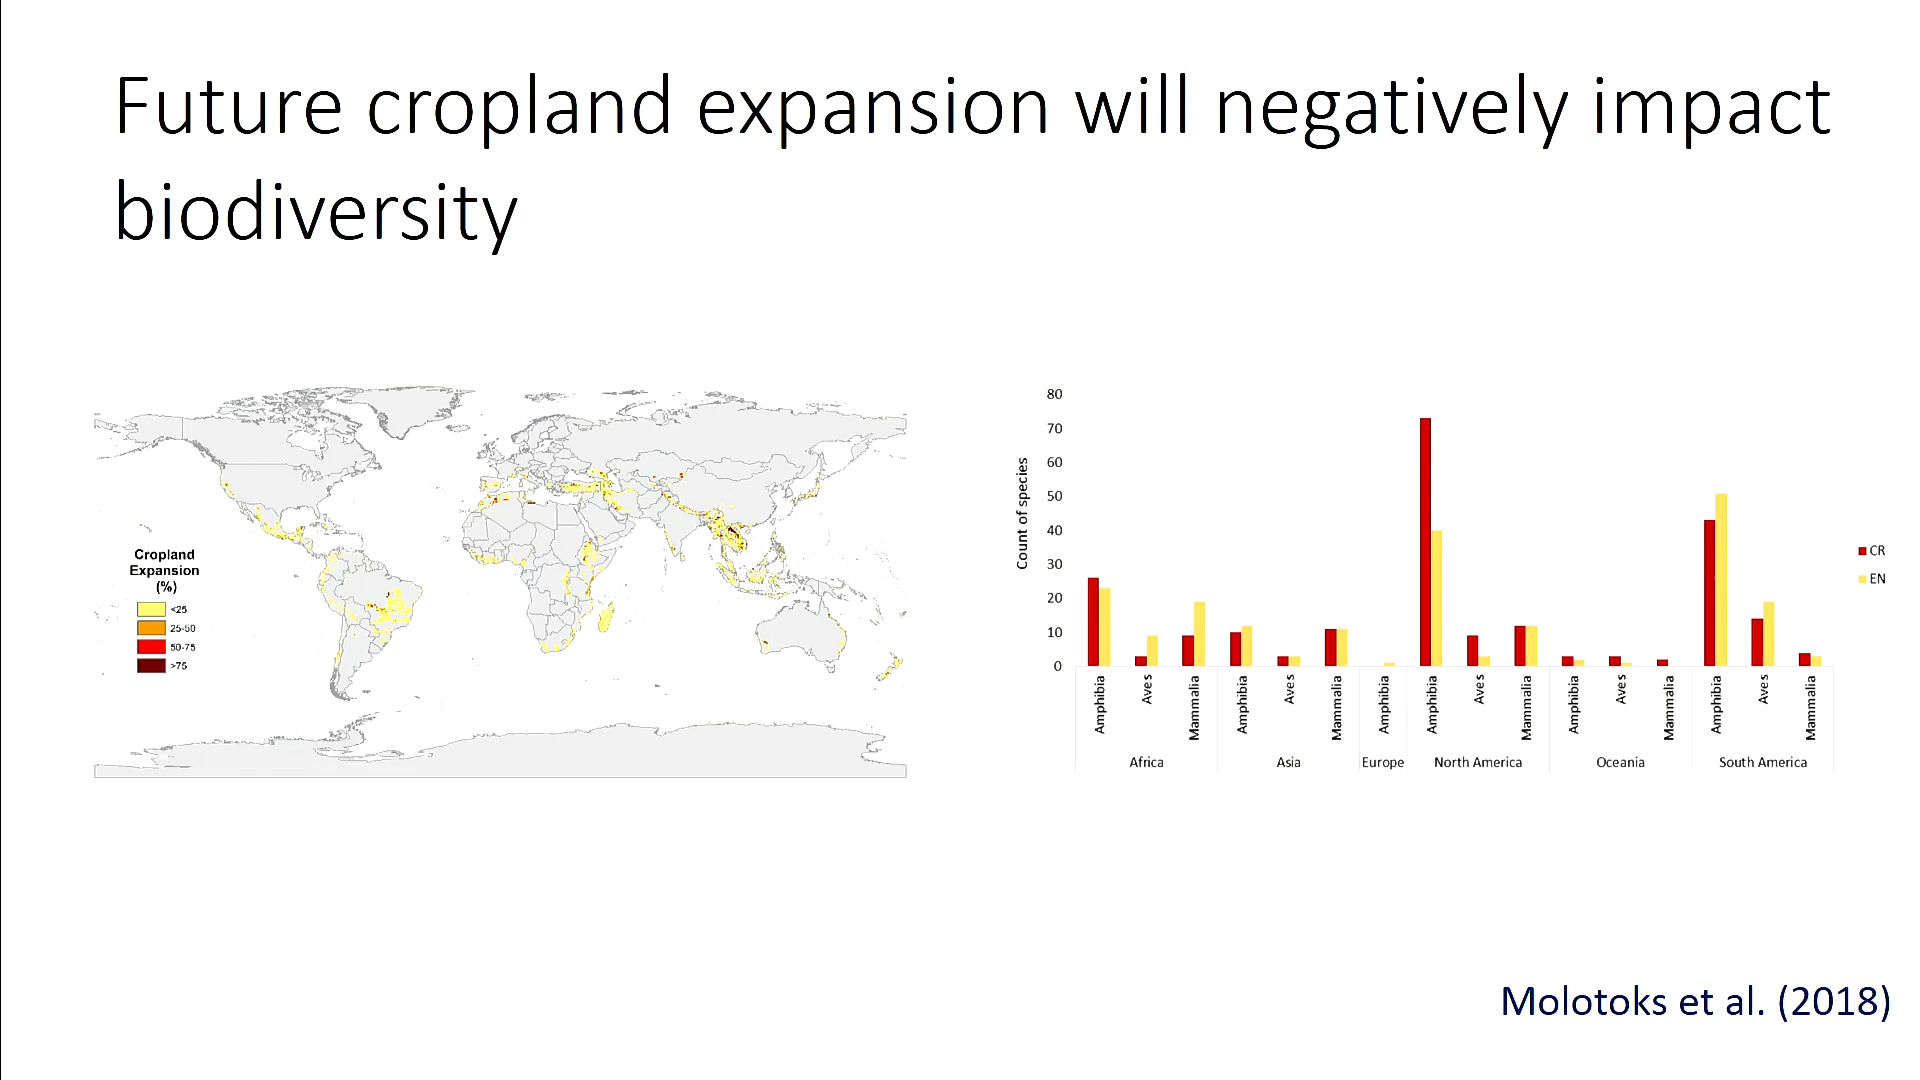 Future cropland expansion will negatively impact
biodiversity
Cropland
Expansion
(%)
<25
25-50
50-75
>75
80
70
60
50
40
30
20
10
0
Count of species
Amphibia
Aves
Mammalia
Amphibia
Aves
Mammalia
Amphibia
Amphibia
Aves
Mammalia
Amphibia
Aves
Mammalia
Amphibia
Aves
Mammalia
Africa
Asia
Europe
North America
Oceania
South America
CR
EN
Molotoks et al. (2018)